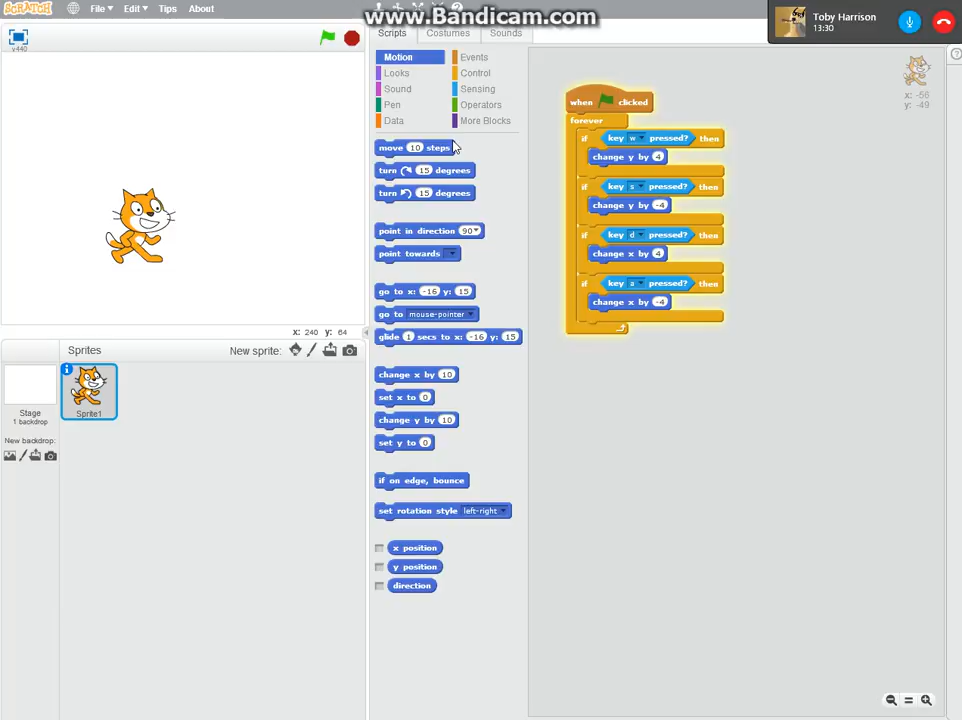 www.Bandicam.com
SCRATCH File Edit Tips About
Toby Harrison
13:30
y440
Scripts Costumes Sounds
Motion Events
Looks Control
Sound Sensing
Pen Operators
Data More Blocks
move 10 steps
turn 15 degrees
turn 15 degrees
point in direction 90
point towards
go to x: -16 y: 15
go to mouse-pointer
glide 1 secs to x: -16 y: 15
change x by 10
set x to 0
change y by 10
set y to 0
if on edge, bounce
set rotation style left-right
x position
y position
direction
x: -56
y: -49
when clicked
forever
if key w pressed? then
change y by 4
if key s pressed? then
change y by -4
if key d pressed? then
change x by 4
if key a pressed? then
change x by -4
x: 240 y: 64
Sprites New sprite:
Stage
1 backdrop
New backdrop:
Sprite1